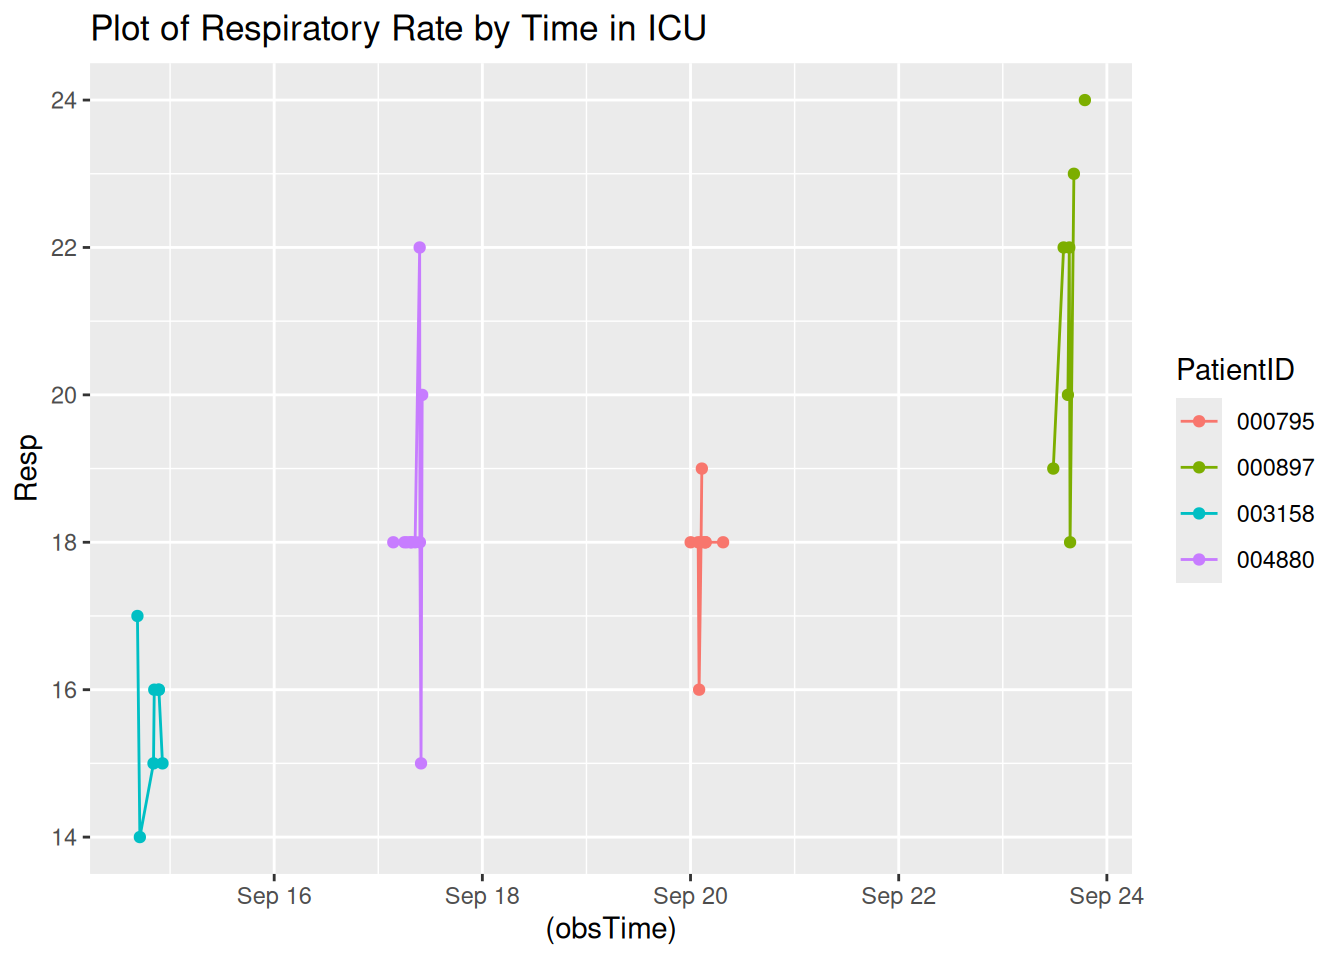 Plot of Respiratory Rate by Time in ICU
24
22
20
18
16
14
Resp
Sep 16 Sep 18 Sep 20 Sep 22 Sep 24
(obsTime)
PatientID
000795
000897
003158
004880